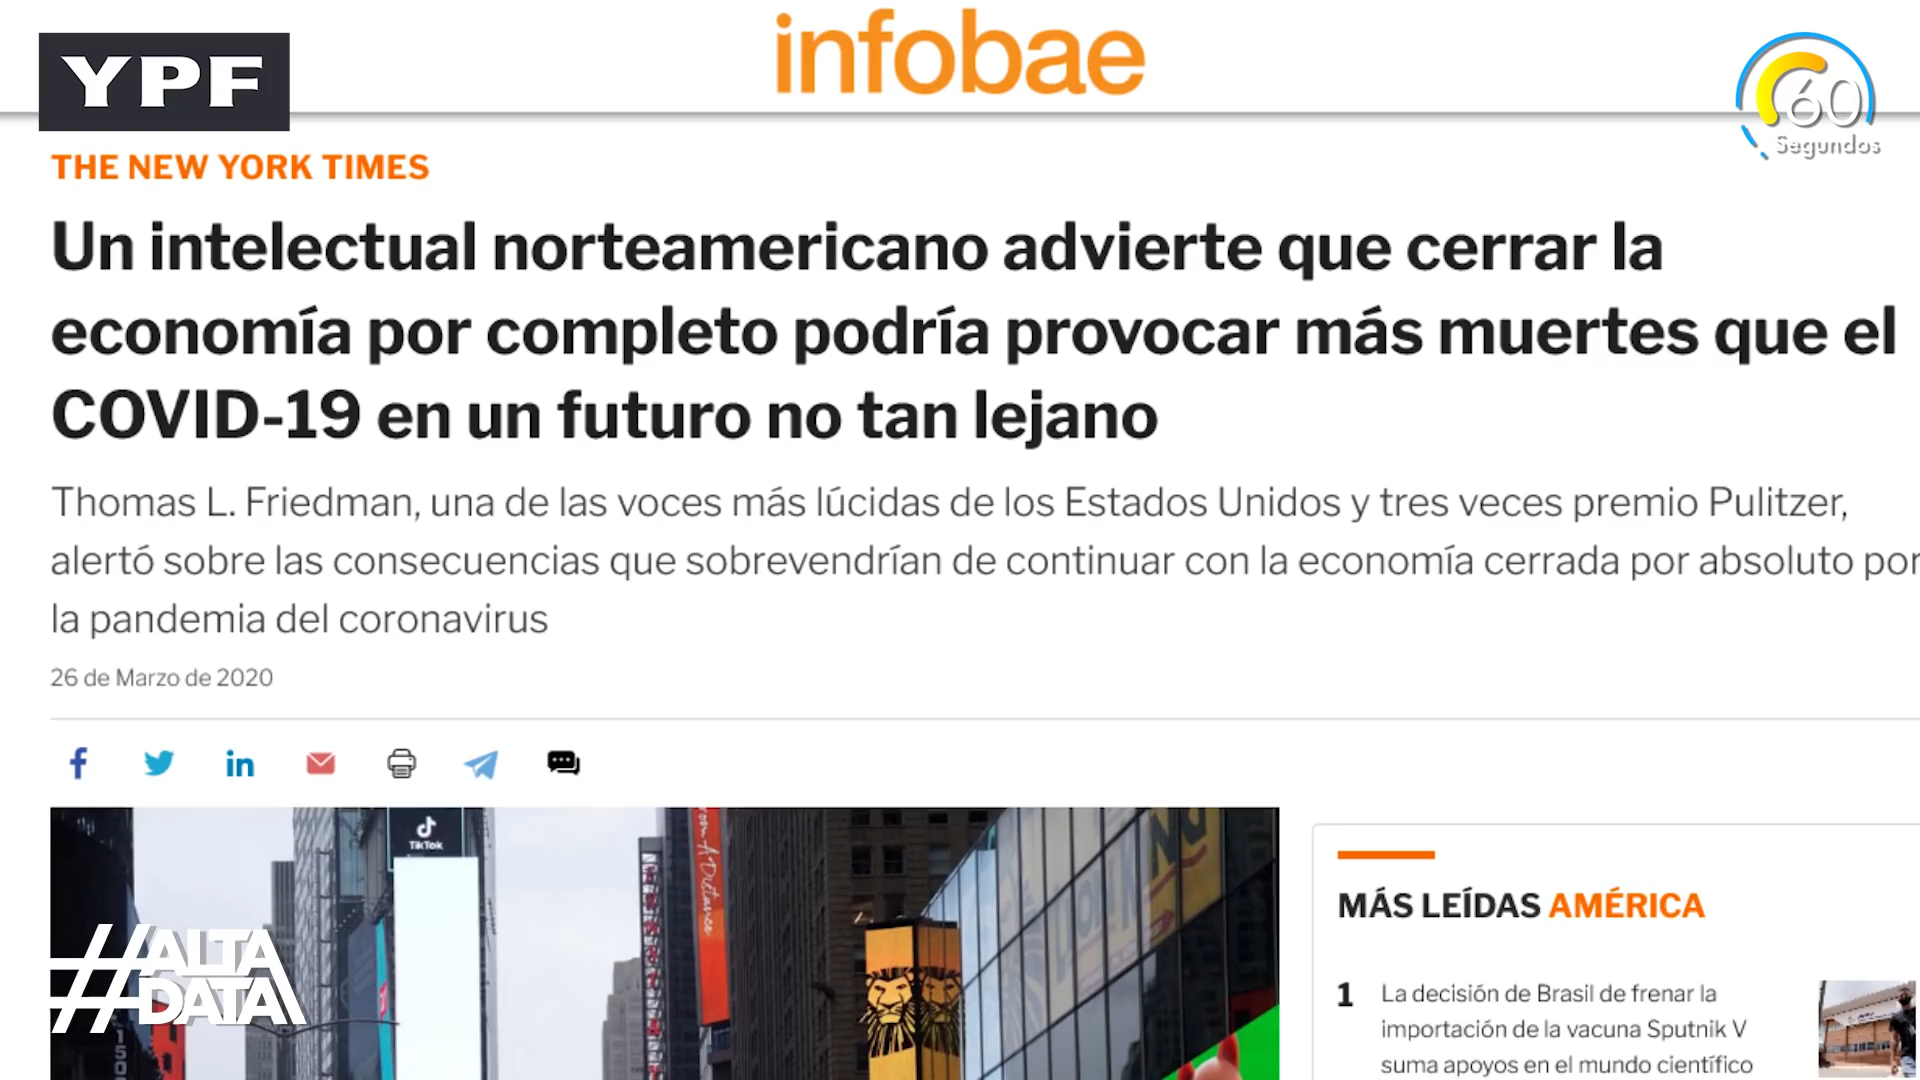 infobae
YPF
60
Segundos
THE NEW YORK TIMES
Un intelectual norteamericano advierte que cerrar la
economía por completo podría provocar más muertes que el
COVID-19 en un futuro no tan lejano
Thomas L. Friedman, una de las voces más lúcidas de los Estados Unidos y tres veces premio Pulitzer,
alertó sobre las consecuencias que sobrevendrían de continuar con la economía cerrada por absoluto por
la pandemia del coronavirus
26 de Marzo de 2020
TikTok
MÁS LEÍDAS AMÉRICA
1 La decisión de Brasil de frenar la
importación de la vacuna Sputnik V
suma apoyos en el mundo científico
#ALTA
DATA